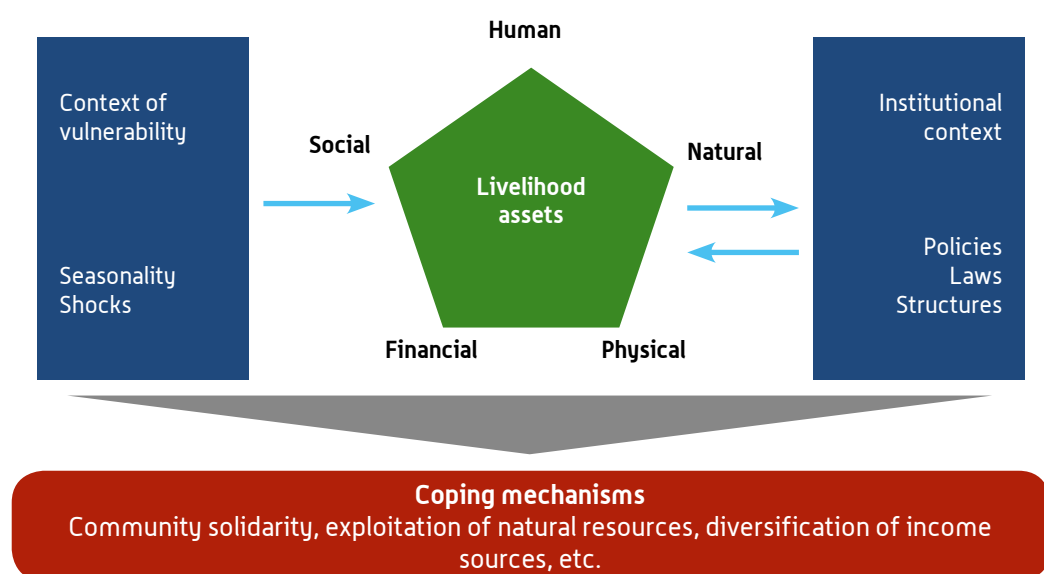 Human
Context of
vulnerability
Seasonality
Shocks
Social
Livelihood
assets
Natural
Financial
Physical
Institutional
context
Policies
Laws
Structures
Coping mechanisms
Community solidarity, exploitation of natural resources, diversification of income
sources, etc.